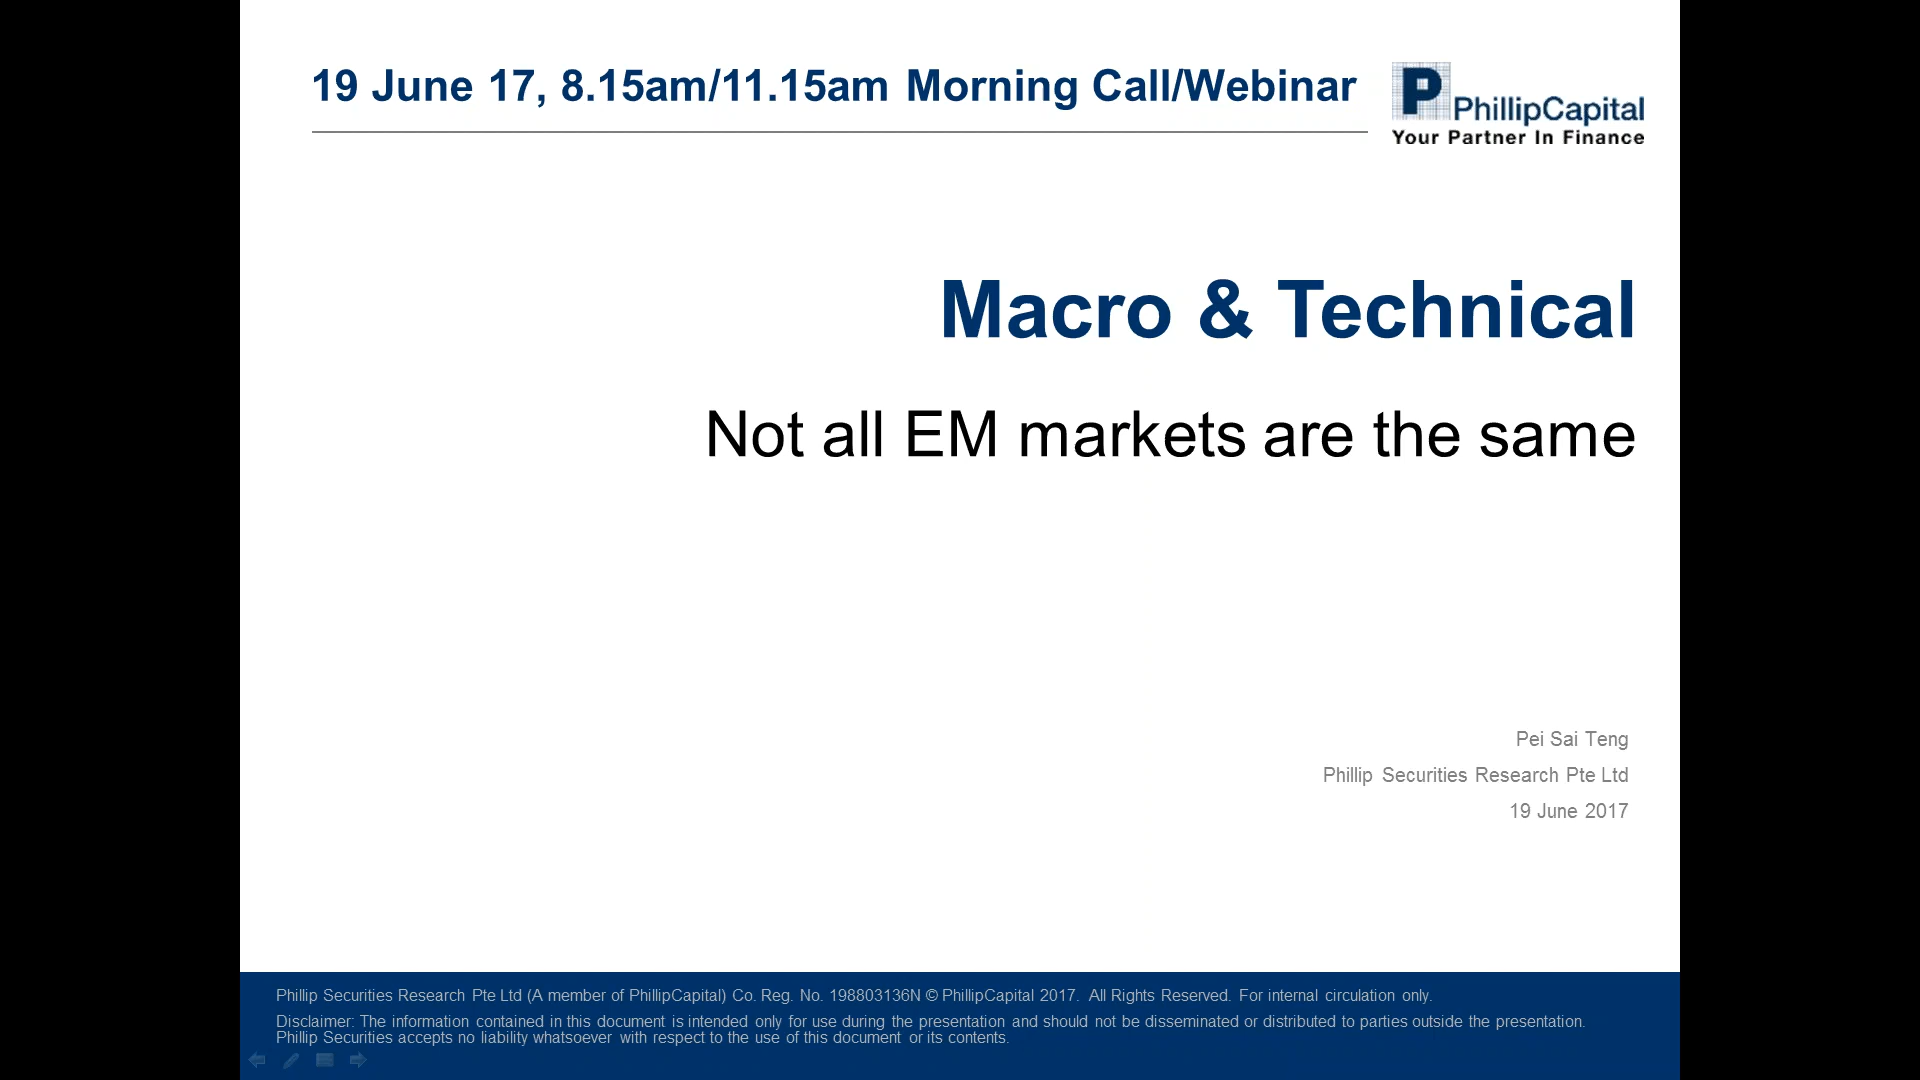 19 June 17, 8.15am/11.15am Morning Call/Webinar
P
PhillipCapital
Your Partner In Finance
Macro & Technical
Not all EM markets are the same
Pei Sai Teng
Phillip Securities Research Pte Ltd
19 June 2017
Phillip Securities Research Pte Ltd (A member of PhillipCapital) Co. Reg. No. 198803136N © PhillipCapital 2017. All Rights Reserved. For internal circulation only.
Disclaimer: The information contained in this document is intended only for use during the presentation and should not be disseminated or distributed to parties outside the presentation.
Phillip Securities accepts no liability whatsoever with respect to the use of this document or its contents.